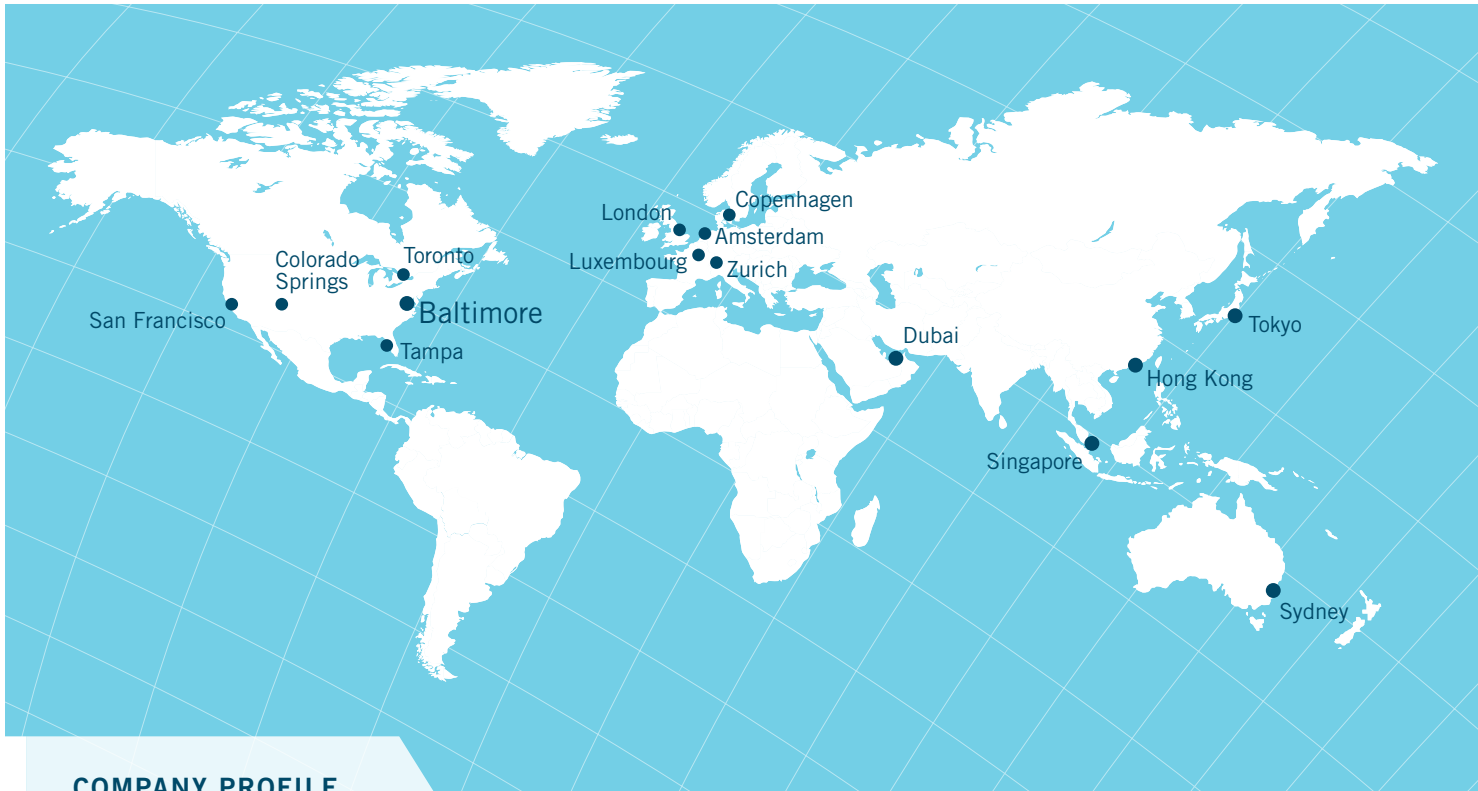 Copenhagen
London
Amsterdam
Luxembourg
Zurich
Colorado
Springs
Toronto
San Francisco
Baltimore
Tampa
Dubai
Tokyo
Hong Kong
Singapore
Sydney
COMPANY PROFILE